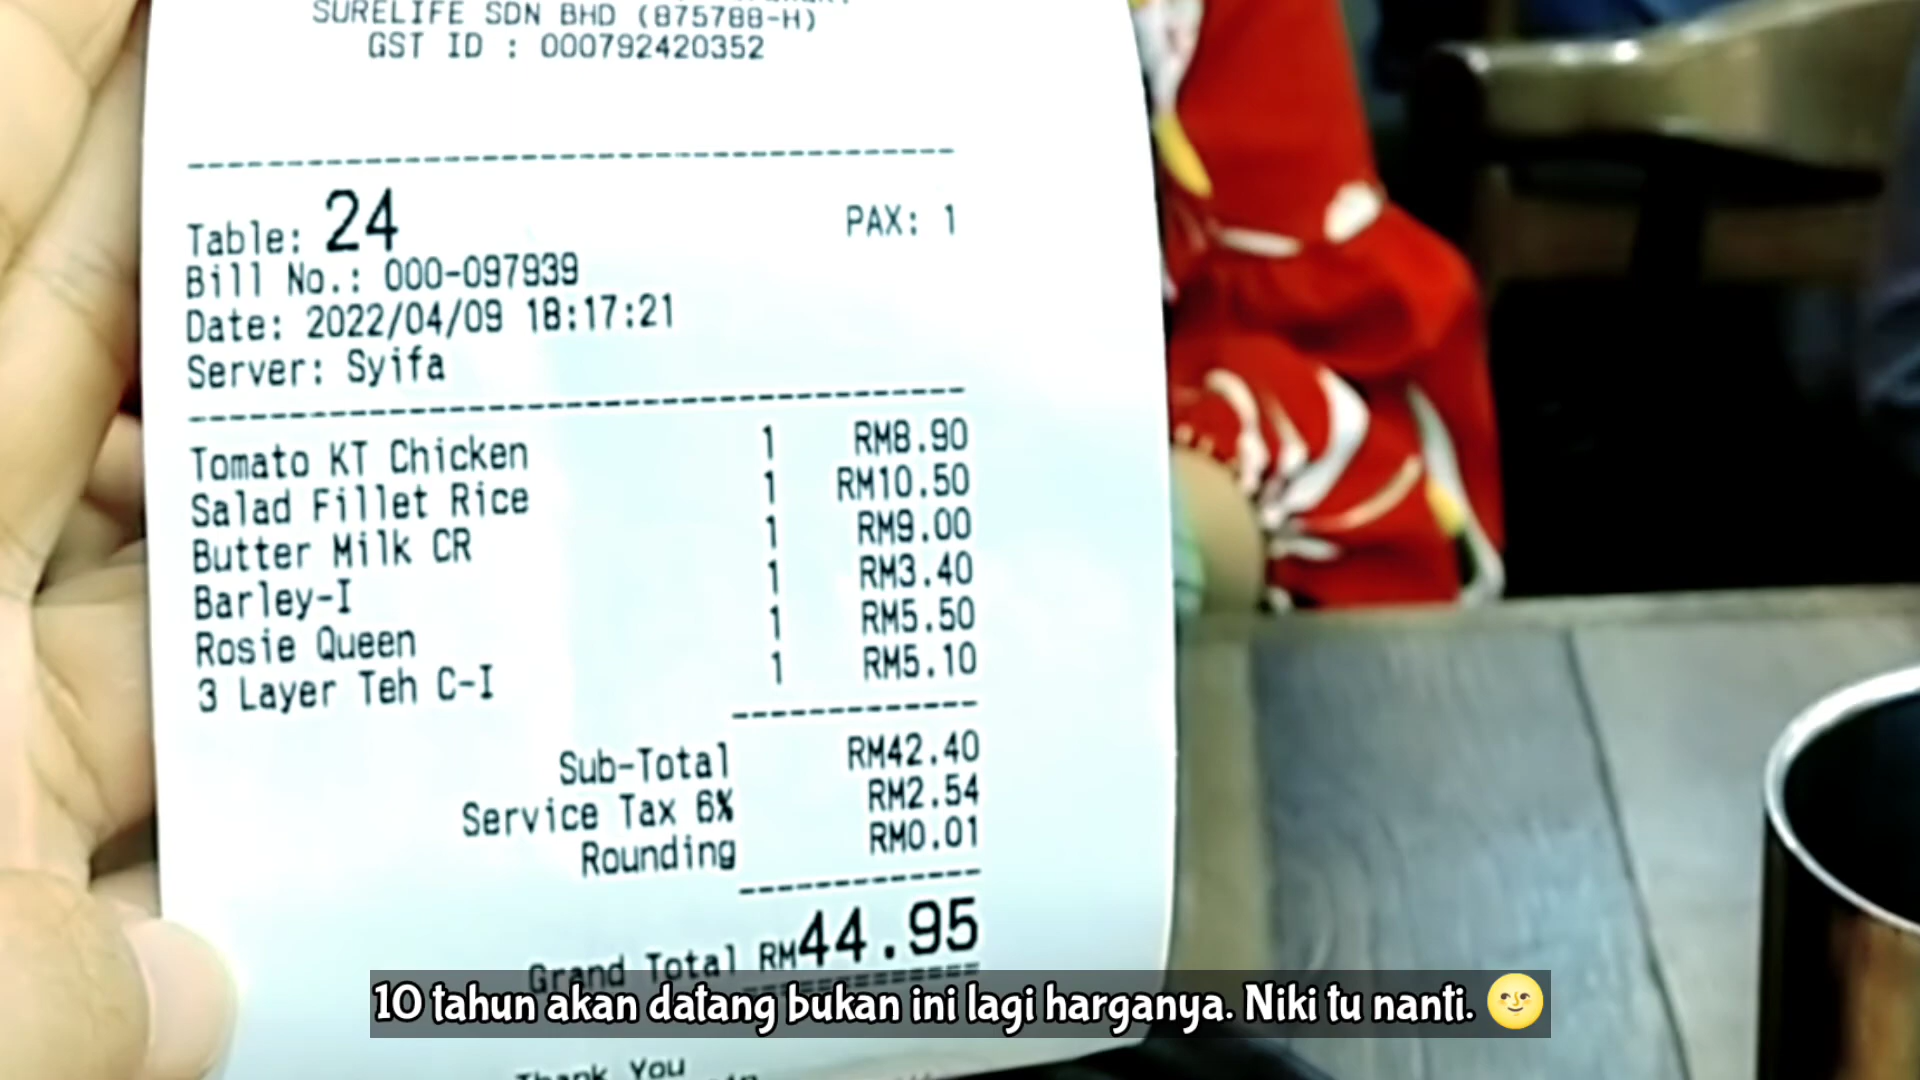 SURELIFE SDN BHD (875788-H)
GST ID : 000792420352
Table: 24 PAX: 1
Bill No.: 000-097939
Date: 2022/04/09 18:17:21
Server: Syifa
Tomato KT Chicken 1 RM8.90
Salad Fillet Rice 1 RM10.50
Butter Milk CR 1 RM9.00
Barley-I 1 RM3.40
Rosie Queen 1 RM5.50
3 Layer Teh C-I 1 RM5.10
Sub-Total RM42.40
Service Tax 6% RM2.54
Rounding RM0.01
Grand Total RM44.95
10 tahun akan datang bukan ini lagi harganya. Niki tu nanti. 🌝
Thank You